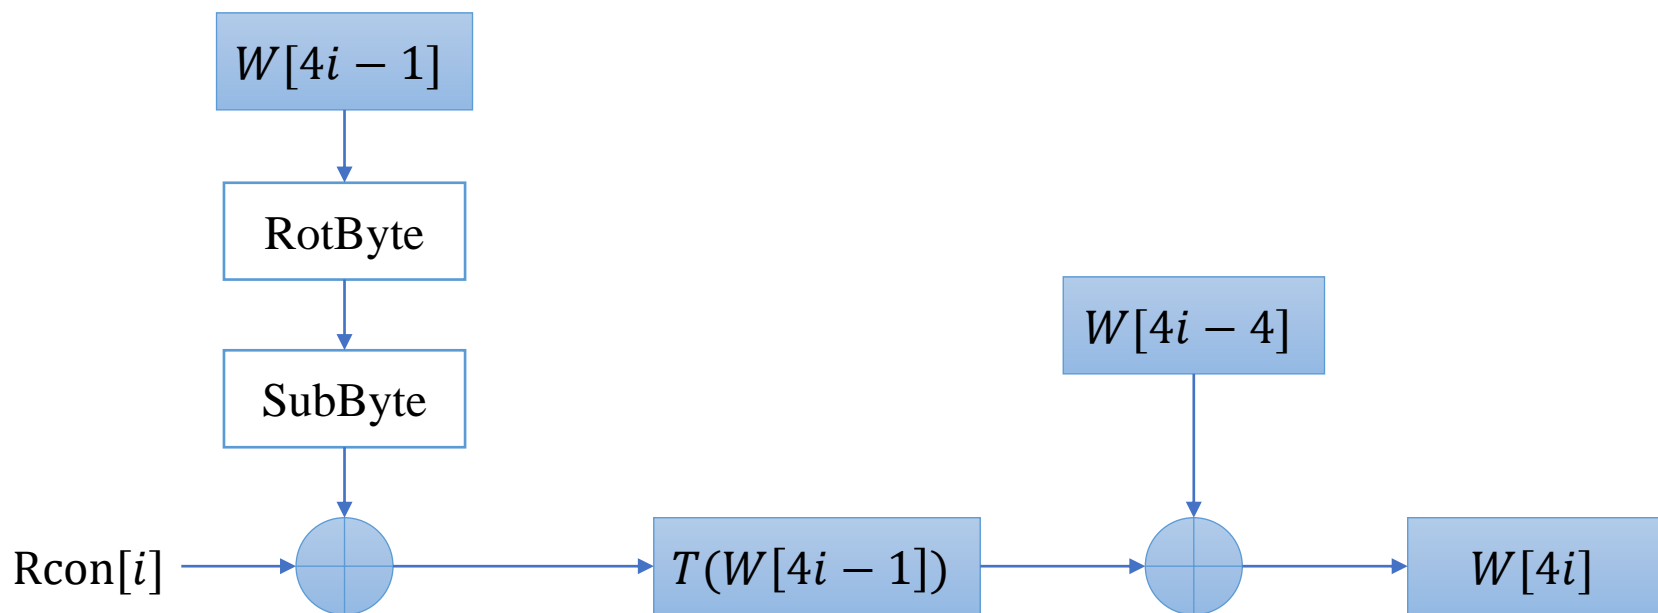 W[4i − 1]
RotByte
SubByte
W[4i − 4]
Rcon[i]
T(W[4i − 1])
W[4i]